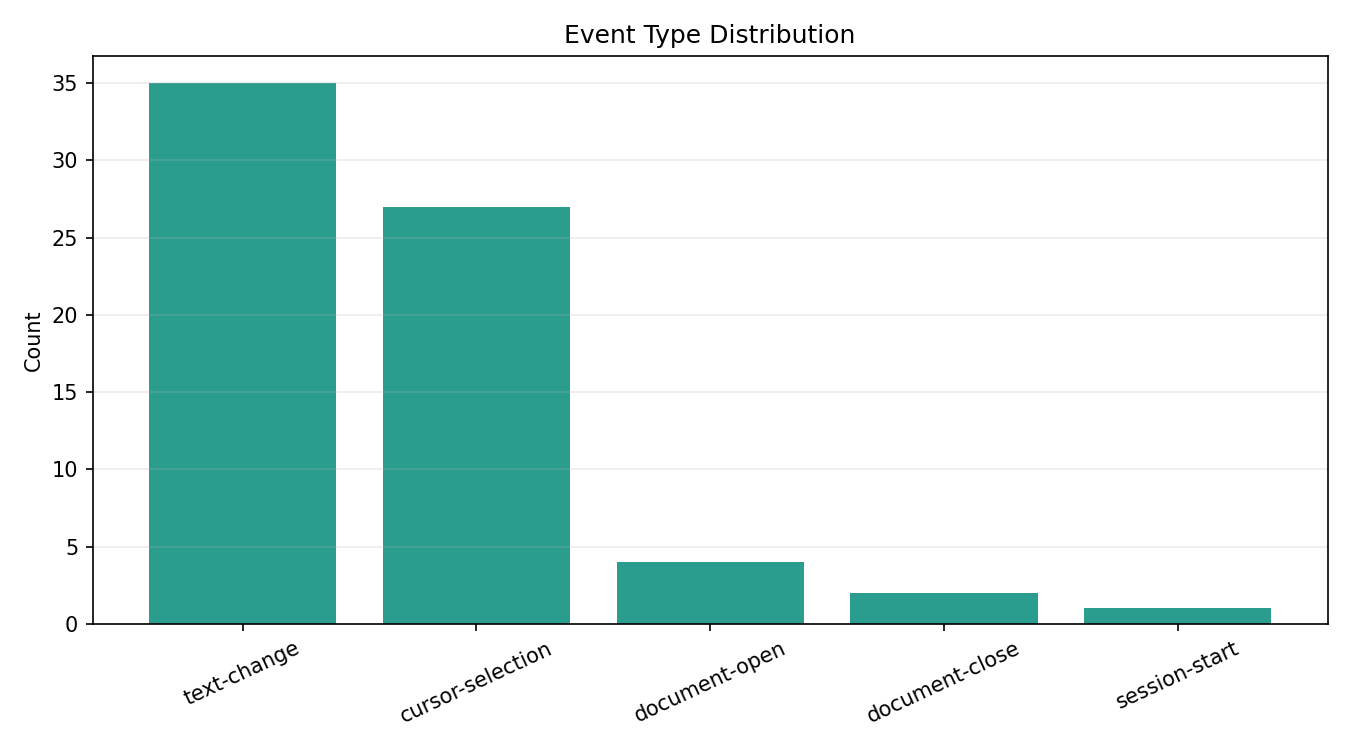 Event Type Distribution
Count
35
30
25
20
15
10
5
0
text-change
cursor-selection
document-open
document-close
session-start